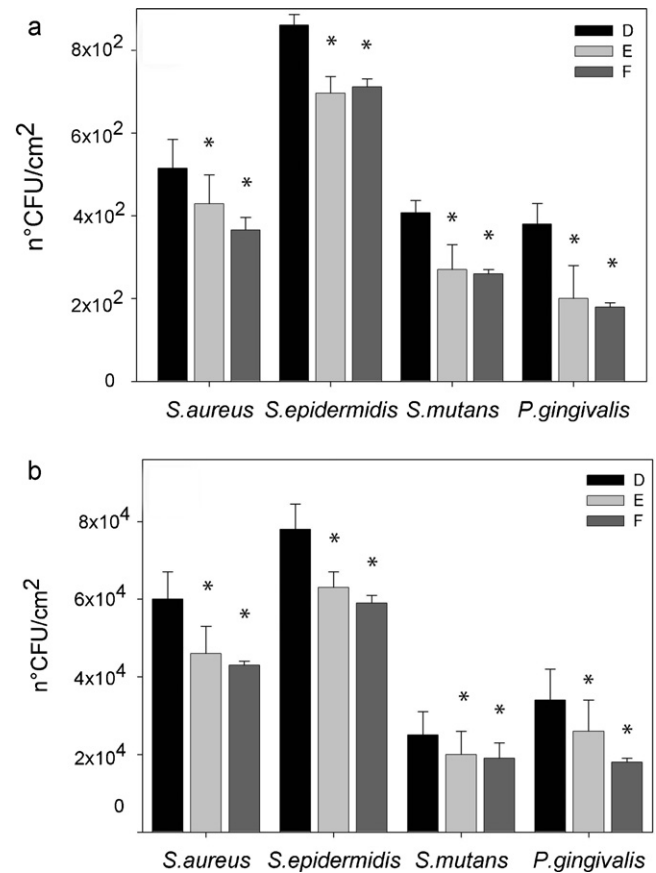 a
D
E
F
8x10²
6x10²
4x10²
2x10²
0
n°CFU/cm²
* * * * * * * *
S.aureus S.epidermidis S.mutans P.gingivalis
b
D
E
F
8x10⁴
6x10⁴
4x10⁴
2x10⁴
0
n°CFU/cm²
* * * * * * * *
S.aureus S.epidermidis S.mutans P.gingivalis